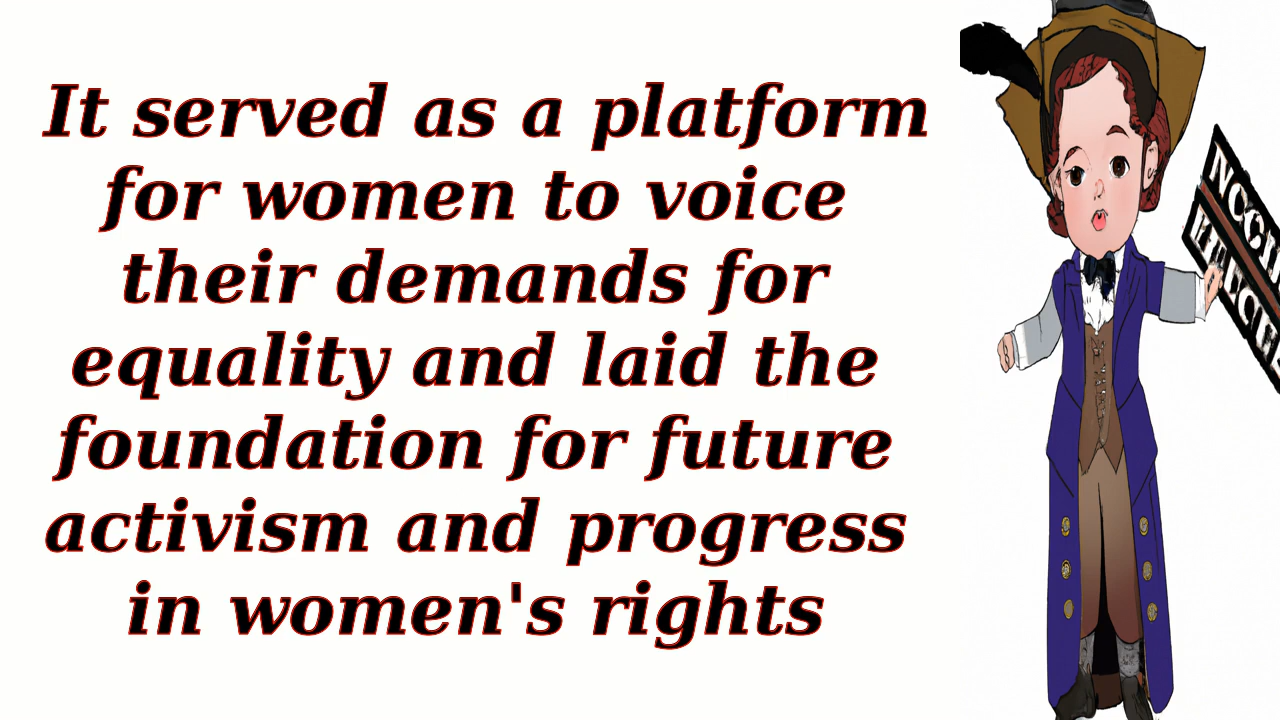 It served as a platform
for women to voice
their demands for
equality and laid the
foundation for future
activism and progress
in women's rights